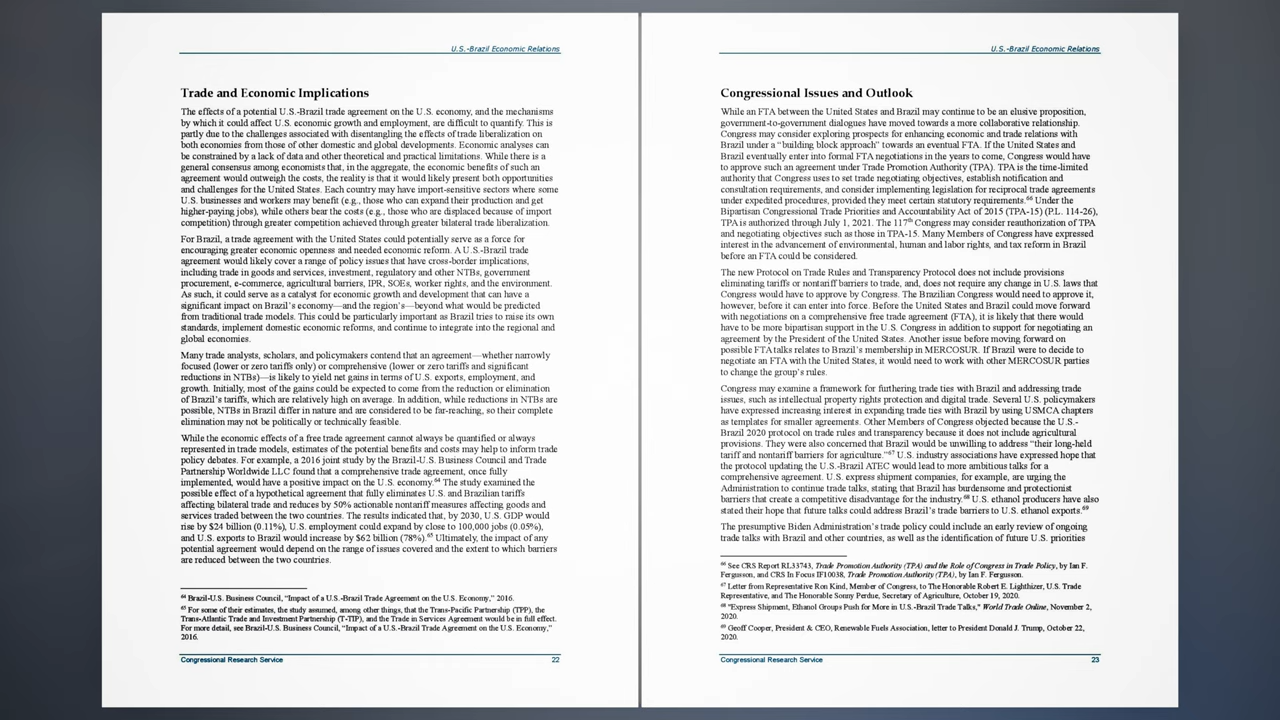 U.S.-Brazil Economic Relations
Trade and Economic Implications
The effects of a potential U.S.-Brazil trade agreement on the U.S. economy, and the mechanisms
by which it could affect U.S. economic growth and employment, are difficult to quantify. This is
partly due to the challenges associated with disentangling the effects of trade liberalization on
both economies from those of other domestic and global developments. Economic analyses can
be constrained by a lack of data and other theoretical and practical limitations. While there is a
general consensus among economists that, in the aggregate, the economic benefits of such an
agreement would outweigh the costs, the reality is that it would likely present both opportunities
and challenges for the United States. Each country may have import-sensitive sectors where some
U.S. businesses and workers may benefit (e.g., those who can expand their production and get
higher-paying jobs), while others bear the costs (e.g., those who are displaced because of import
competition) through greater competition achieved through greater bilateral trade liberalization.
For Brazil, a trade agreement with the United States could potentially serve as a force for
encouraging greater economic openness and needed economic reform. A U.S.-Brazil trade
agreement would likely cover a range of policy issues that have cross-border implications,
including trade in goods and services, investment, regulatory and other NTBs, government
procurement, e-commerce, agricultural barriers, IPR, SOEs, worker rights, and the environment.
As such, it could serve as a catalyst for economic growth and development that can have a
significant impact on Brazil's economy—and the region's—beyond what would be predicted
from traditional trade models. This could be particularly important as Brazil tries to raise its own
standards, implement domestic economic reforms, and continue to integrate into the regional and
global economies.
Many trade analysts, scholars, and policymakers contend that an agreement—whether narrowly
focused (lower or zero tariffs only) or comprehensive (lower or zero tariffs and significant
reductions in NTBs)—is likely to yield net gains in terms of U.S. exports, employment, and
growth. Initially, most of the gains could be expected to come from the reduction or elimination
of Brazil's tariffs, which are relatively high on average. In addition, while reductions in NTBs are
possible, NTBs in Brazil differ in nature and are considered to be far-reaching, so their complete
elimination may not be politically or technically feasible.
While the economic effects of a free trade agreement cannot always be quantified or always
represented in trade models, estimates of the potential benefits and costs may help to inform trade
policy debates. For example, a 2016 joint study by the Brazil-U.S. Business Council and Trade
Partnership Worldwide LLC found that a comprehensive trade agreement, once fully
implemented, would have a positive impact on the U.S. economy.64 The study examined the
possible effect of a hypothetical agreement that fully eliminates U.S. and Brazilian tariffs
affecting bilateral trade and reduces by 50% actionable nontariff measures affecting goods and
services traded between the two countries. The results indicated that, by 2030, U.S. GDP would
rise by $24 billion (0.11%), U.S. employment could expand by close to 100,000 jobs (0.05%),
and U.S. exports to Brazil would increase by $62 billion (78%).65 Ultimately, the impact of any
potential agreement would depend on the range of issues covered and the extent to which barriers
are reduced between the two countries.
64 Brazil-U.S. Business Council, "Impact of a U.S.-Brazil Trade Agreement on the U.S. Economy," 2016.
65 For some of their estimates, the study assumed, among other things, that the Trans-Pacific Partnership (TPP), the
Trans-Atlantic Trade and Investment Partnership (T-TIP), and the Trade in Services Agreement would be in full effect.
For more detail, see Brazil-U.S. Business Council, "Impact of a U.S.-Brazil Trade Agreement on the U.S. Economy,"
2016.
Congressional Research Service 22
U.S.-Brazil Economic Relations
Congressional Issues and Outlook
While an FTA between the United States and Brazil may continue to be an elusive proposition,
government-to-government dialogues have moved towards a more collaborative relationship.
Congress may consider exploring prospects for enhancing economic and trade relations with
Brazil under a "building block approach" towards an eventual FTA. If the United States and
Brazil eventually enter into formal FTA negotiations in the years to come, Congress would have
to approve such an agreement under Trade Promotion Authority (TPA). TPA is the time-limited
authority that Congress uses to set trade negotiating objectives, establish notification and
consultation requirements, and consider implementing legislation for reciprocal trade agreements
under expedited procedures, provided they meet certain statutory requirements.66 Under the
Bipartisan Congressional Trade Priorities and Accountability Act of 2015 (TPA-15) (P.L. 114-26),
TPA is authorized through July 1, 2021. The 117th Congress may consider reauthorization of TPA
and negotiating objectives such as those in TPA-15. Many Members of Congress have expressed
interest in the advancement of environmental, human and labor rights, and tax reform in Brazil
before an FTA could be considered.
The new Protocol on Trade Rules and Transparency Protocol does not include provisions
eliminating tariffs or nontariff barriers to trade, and, does not require any change in U.S. laws that
Congress would have to approve by Congress. The Brazilian Congress would need to approve it,
however, before it can enter into force. Before the United States and Brazil could move forward
with negotiations on a comprehensive free trade agreement (FTA), it is likely that there would
have to be more bipartisan support in the U.S. Congress in addition to support for negotiating an
agreement by the President of the United States. Another issue before moving forward on
possible FTA talks relates to Brazil's membership in MERCOSUR. If Brazil were to decide to
negotiate an FTA with the United States, it would need to work with other MERCOSUR parties
to change the group's rules.
Congress may examine a framework for furthering trade ties with Brazil and addressing trade
issues, such as intellectual property rights protection and digital trade. Several U.S. policymakers
have expressed increasing interest in expanding trade ties with Brazil by using USMCA chapters
as templates for smaller agreements. Other Members of Congress objected because the U.S.-
Brazil 2020 protocol on trade rules and transparency because it does not include agricultural
provisions. They were also concerned that Brazil would be unwilling to address "their long-held
tariff and nontariff barriers for agriculture."67 U.S. industry associations have expressed hope that
the protocol updating the U.S.-Brazil ATEC would lead to more ambitious talks for a
comprehensive agreement. U.S. express shipment companies, for example, are urging the
Administration to continue trade talks, stating that Brazil has burdensome and protectionist
barriers that create a competitive disadvantage for the industry.68 U.S. ethanol producers have also
stated their hope that future talks could address Brazil's trade barriers to U.S. ethanol exports.69
The presumptive Biden Administration's trade policy could include an early review of ongoing
trade talks with Brazil and other countries, as well as the identification of future U.S. priorities
66 See CRS Report RL33743, Trade Promotion Authority (TPA) and the Role of Congress in Trade Policy, by Ian F.
Fergusson, and CRS In Focus IF10038, Trade Promotion Authority (TPA), by Ian F. Fergusson.
67 Letter from Representative Ron Kind, Member of Congress, to The Honorable Robert E. Lighthizer, U.S. Trade
Representative, and The Honorable Sonny Perdue, Secretary of Agriculture, October 19, 2020.
68 "Express Shipment, Ethanol Groups Push for More in U.S.-Brazil Trade Talks," World Trade Online, November 2,
2020.
69 Geoff Cooper, President & CEO, Renewable Fuels Association, letter to President Donald J. Trump, October 22,
2020.
Congressional Research Service 23